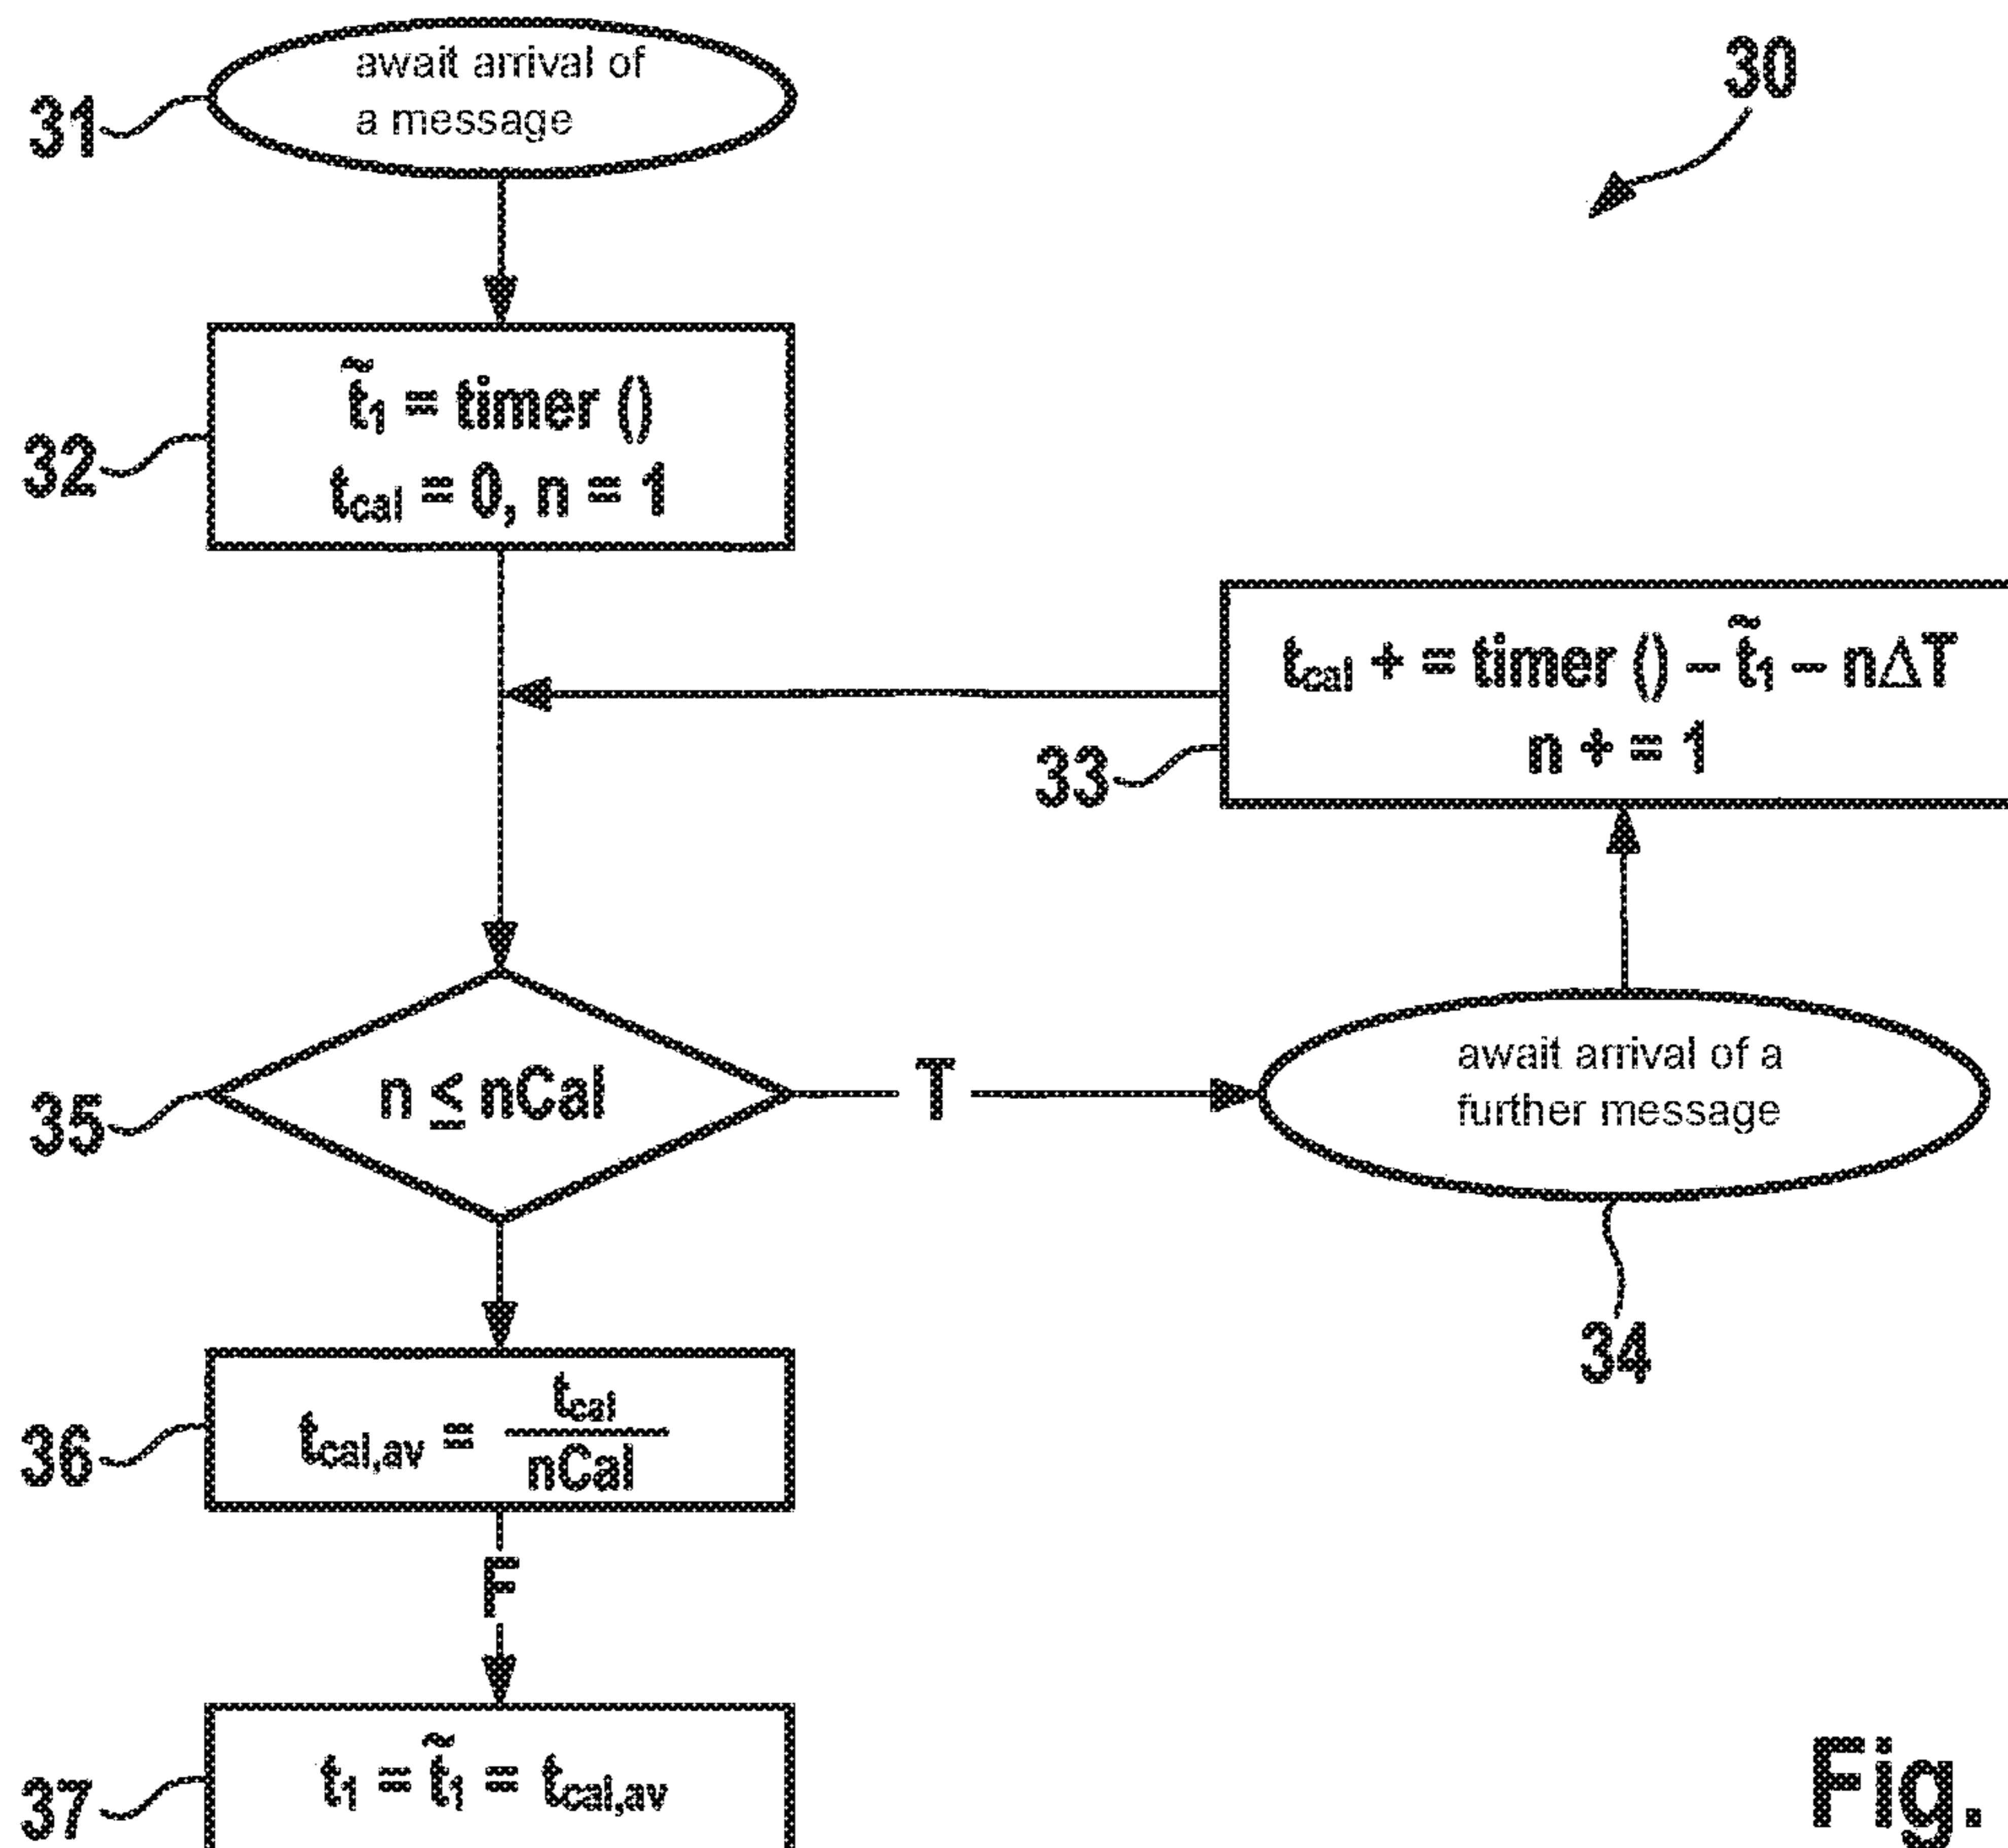 await arrival of
a message
31
30
t̃₁ = timer ()
t_cal = 0, n = 1
32
t_cal + = timer () – t̃₁ – nΔT
n + = 1
33
n ≤ nCal
35
T
await arrival of a
further message
34
t_cal,av = t_cal / nCal
36
F
t₁ = t̃₁ = t_cal,av
37
Fig.